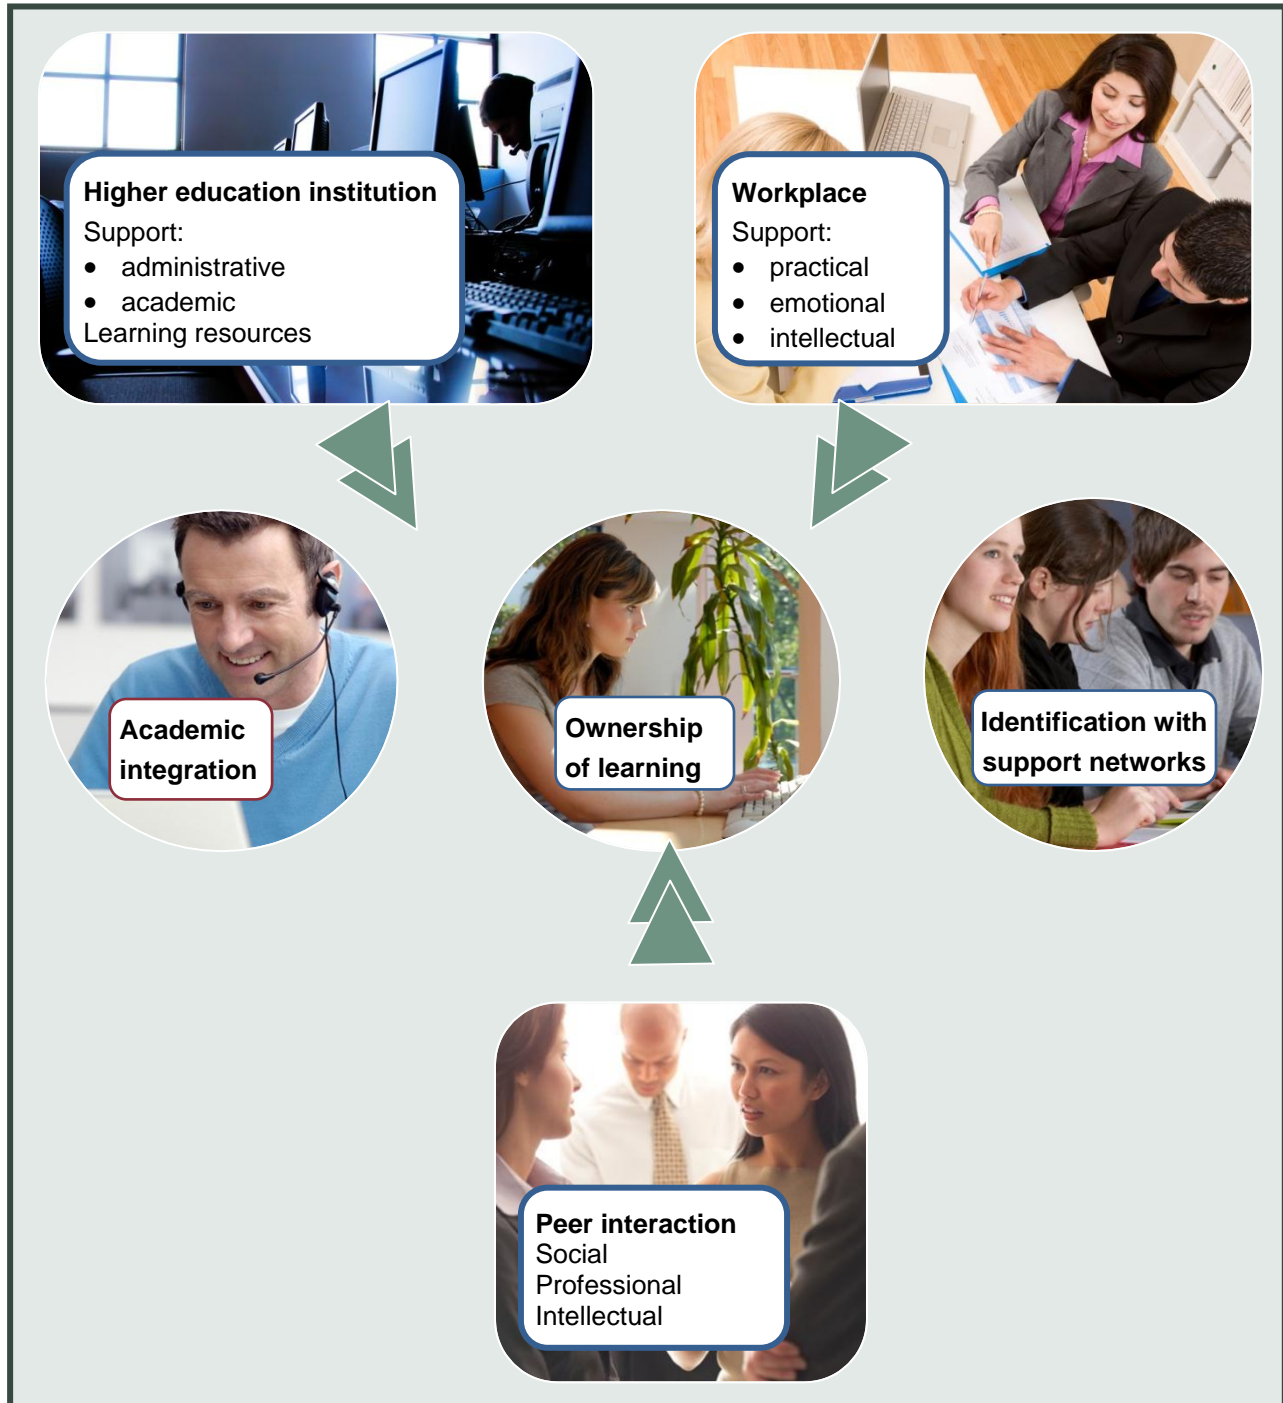 Higher education institution
Support:
• administrative
• academic
Learning resources
Workplace
Support:
• practical
• emotional
• intellectual
Academic
integration
Ownership
of learning
Identification with
support networks
Peer interaction
Social
Professional
Intellectual